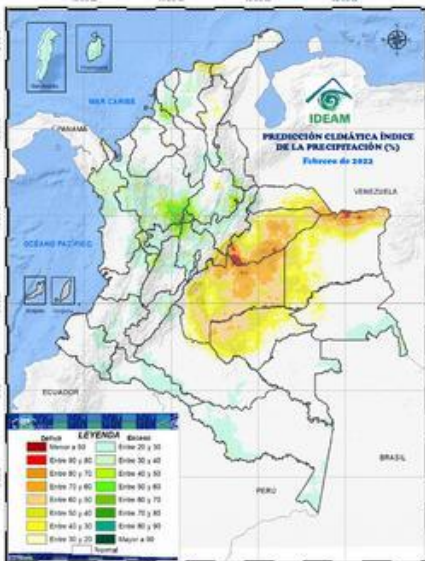 IDEAM
PREDICCIÓN CLIMÁTICA ÍNDICE
DE LA PRECIPITACIÓN (%)
Febrero de 2022
MAR CARIBE
PANAMÁ
VENEZUELA
OCEANO PACIFICO
ECUADOR
BRASIL
PERÚ
LEYENDA
Déficit
Exceso
Menor a 90
Entre 20 y 30
Entre 90 y 80
Entre 30 y 40
Entre 80 y 70
Entre 40 y 50
Entre 70 y 60
Entre 50 y 60
Entre 60 y 50
Entre 60 y 70
Entre 50 y 40
Entre 70 y 80
Entre 40 y 30
Entre 80 y 90
Entre 30 y 20
Mayor a 90
Normal